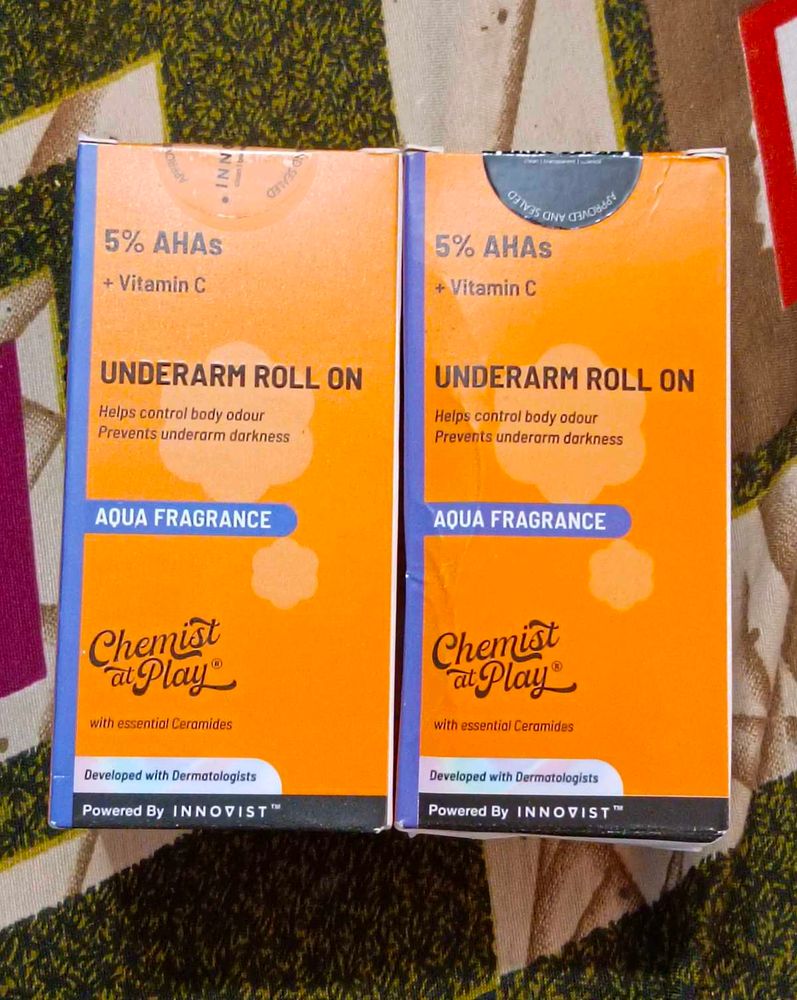 APPROV
INN
SEALED
5% AHAs
+ Vitamin C
UNDERARM ROLL ON
Helps control body odour
Prevents underarm darkness
AQUA FRAGRANCE
Chemist
at Play®
with essential Ceramides
Developed with Dermatologists
Powered By INNOVIST™
APPROVED AND SEALED
5% AHAs
+ Vitamin C
UNDERARM ROLL ON
Helps control body odour
Prevents underarm darkness
AQUA FRAGRANCE
Chemist
at Play®
with essential Ceramides
Developed with Dermatologists
Powered By INNOVIST™